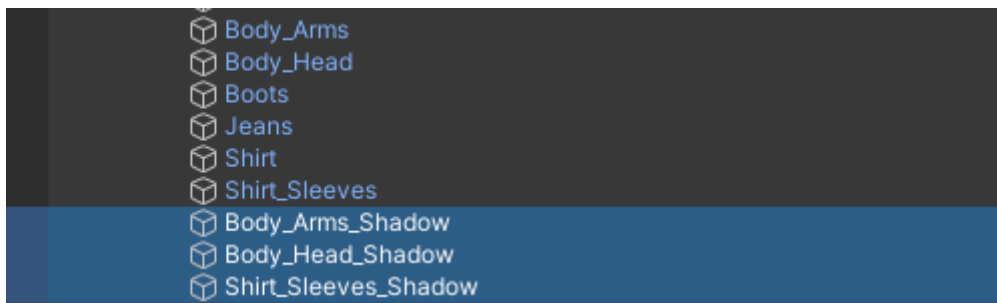 Body_Arms
Body_Head
Boots
Jeans
Shirt
Shirt_Sleeves
Body_Arms_Shadow
Body_Head_Shadow
Shirt_Sleeves_Shadow